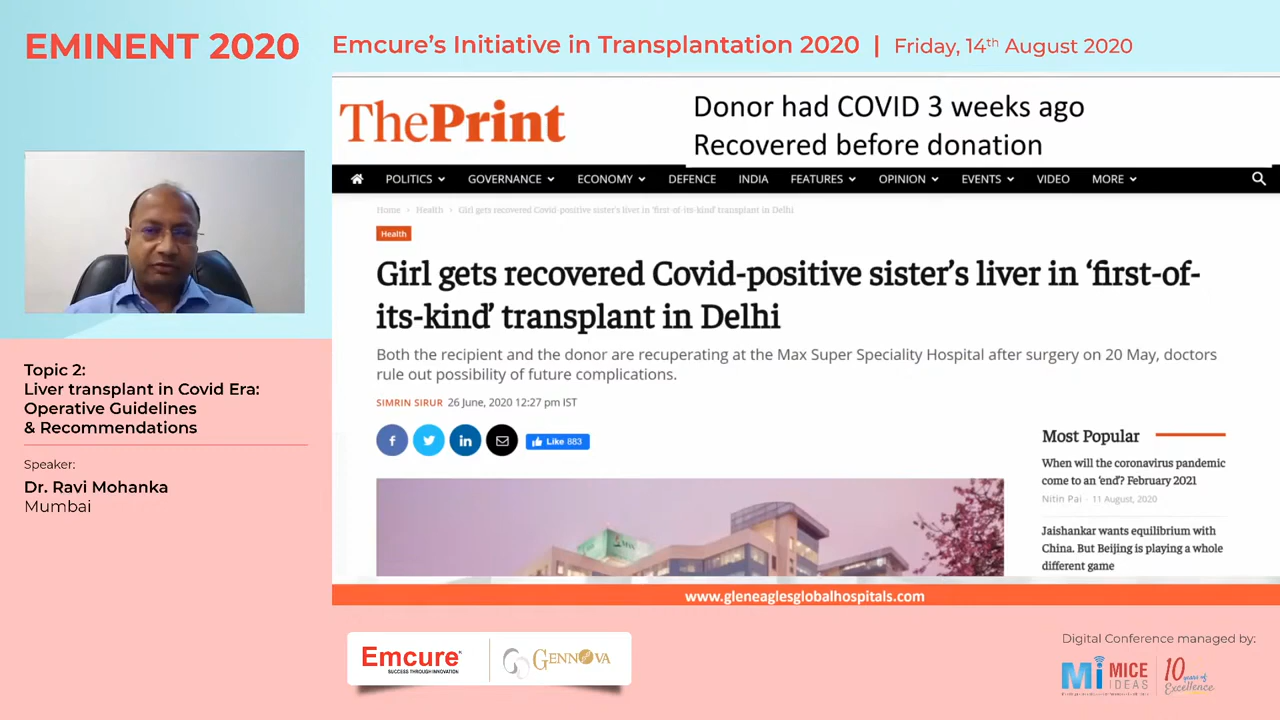 EMINENT 2020
Emcure's Initiative in Transplantation 2020 | Friday, 14th August 2020
ThePrint
Donor had COVID 3 weeks ago
Recovered before donation
POLITICS GOVERNANCE ECONOMY DEFENCE INDIA FEATURES OPINION EVENTS VIDEO MORE
Home > Health > Girl gets recovered Covid-positive sister's liver in 'first-of-its-kind' transplant in Delhi
Health
Girl gets recovered Covid-positive sister's liver in 'first-of-
its-kind' transplant in Delhi
Both the recipient and the donor are recuperating at the Max Super Speciality Hospital after surgery on 20 May, doctors
rule out possibility of future complications.
SIMRIN SIRUR 26 June, 2020 12:27 pm IST
Like 883
Most Popular
When will the coronavirus pandemic
come to an 'end'? February 2021
Nitin Pai - 11 August, 2020
Jaishankar wants equilibrium with
China. But Beijing is playing a whole
different game
www.gleneaglesglobalhospitals.com
Topic 2:
Liver transplant in Covid Era:
Operative Guidelines
& Recommendations
Speaker:
Dr. Ravi Mohanka
Mumbai
Emcure
SUCCESS THROUGH INNOVATION
GENNOVA
Digital Conference managed by:
Mi MICE
IDEAS
10 years of
Excellence